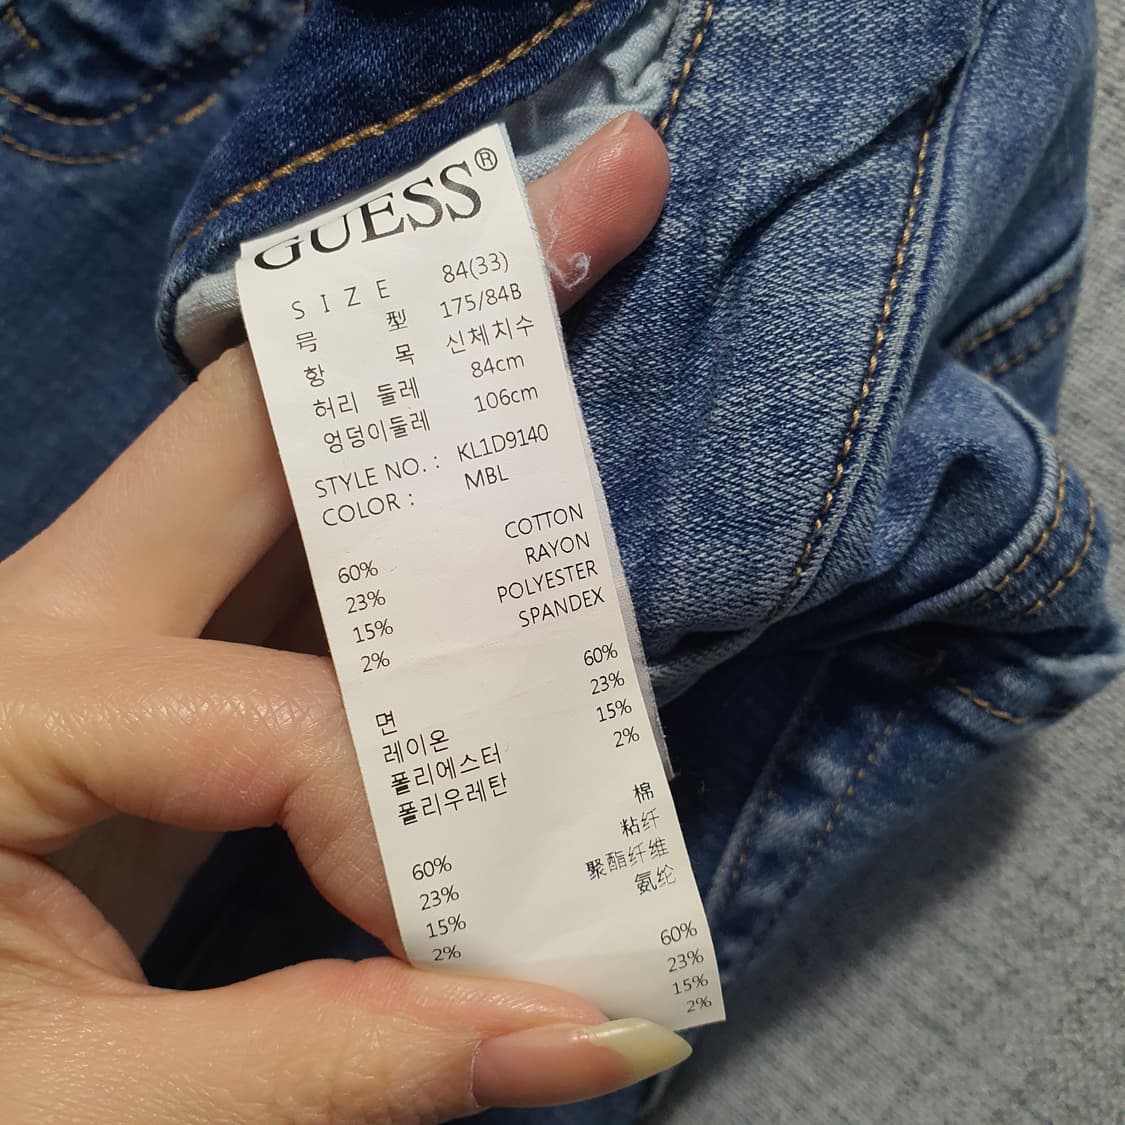 GUESS®
SIZE 84(33)
号型 175/84B
항목 신체치수
허리 둘레 84cm
엉덩이둘레 106cm
STYLE NO. : KL1D9140
COLOR : MBL
60% COTTON
23% RAYON
15% POLYESTER
2% SPANDEX
면 60%
레이온 23%
폴리에스터 15%
폴리우레탄 2%
60% 棉
23% 粘纤
15% 聚酯纤维
2% 氨纶
60%
23%
15%
2%